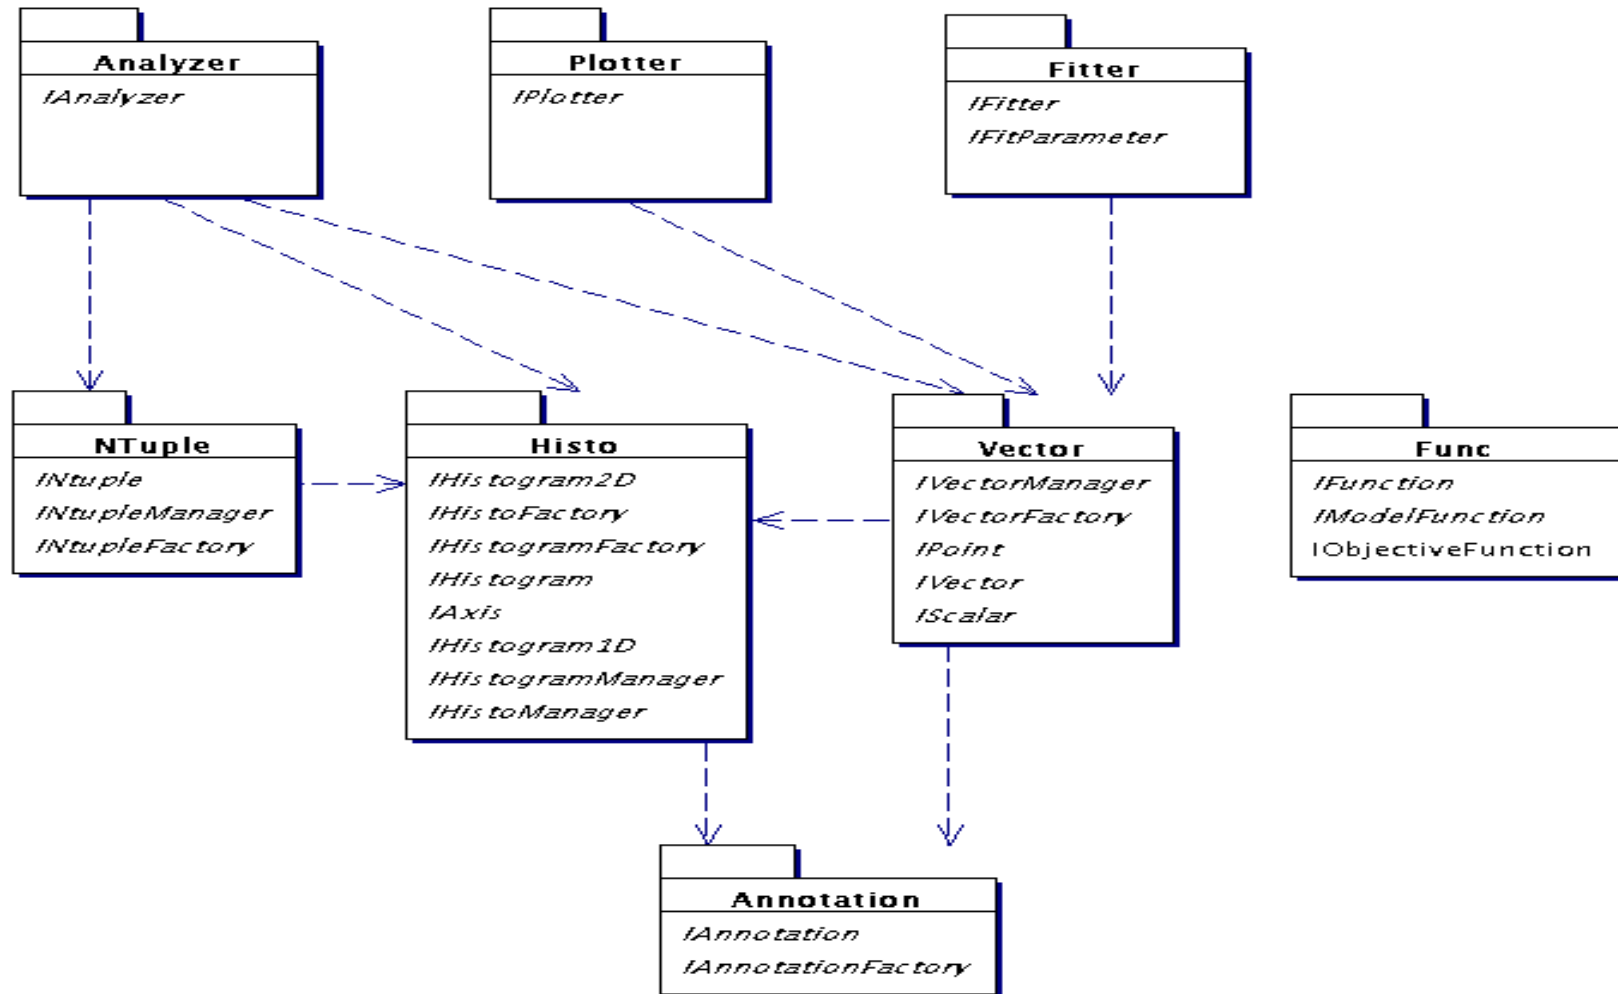 Analyzer
IAnalyzer
Plotter
IPlotter
Fitter
IFitter
IFitParameter
NTuple
INtuple
INtupleManager
INtupleFactory
Histo
IHistogram2D
IHistoFactory
IHistogramFactory
IHistogram
IAxis
IHistogram1D
IHistogramManager
IHistoManager
Vector
IVectorManager
IVectorFactory
IPoint
IVector
IScalar
Func
IFunction
IModelFunction
IObjectiveFunction
Annotation
IAnnotation
IAnnotationFactory